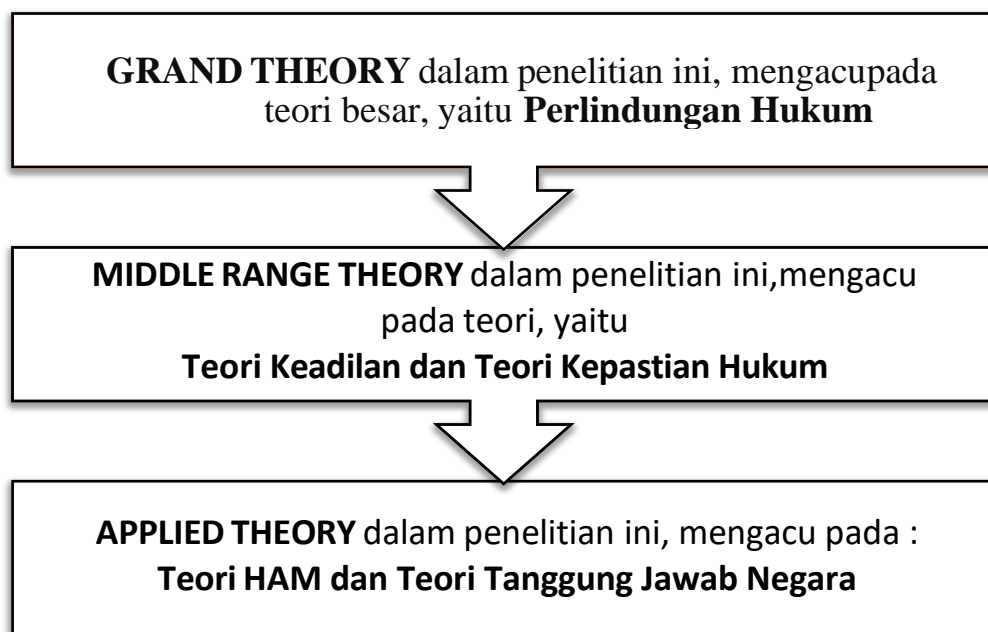 GRAND THEORY dalam penelitian ini, mengacupada
teori besar, yaitu Perlindungan Hukum
MIDDLE RANGE THEORY dalam penelitian ini,mengacu
pada teori, yaitu
Teori Keadilan dan Teori Kepastian Hukum
APPLIED THEORY dalam penelitian ini, mengacu pada :
Teori HAM dan Teori Tanggung Jawab Negara